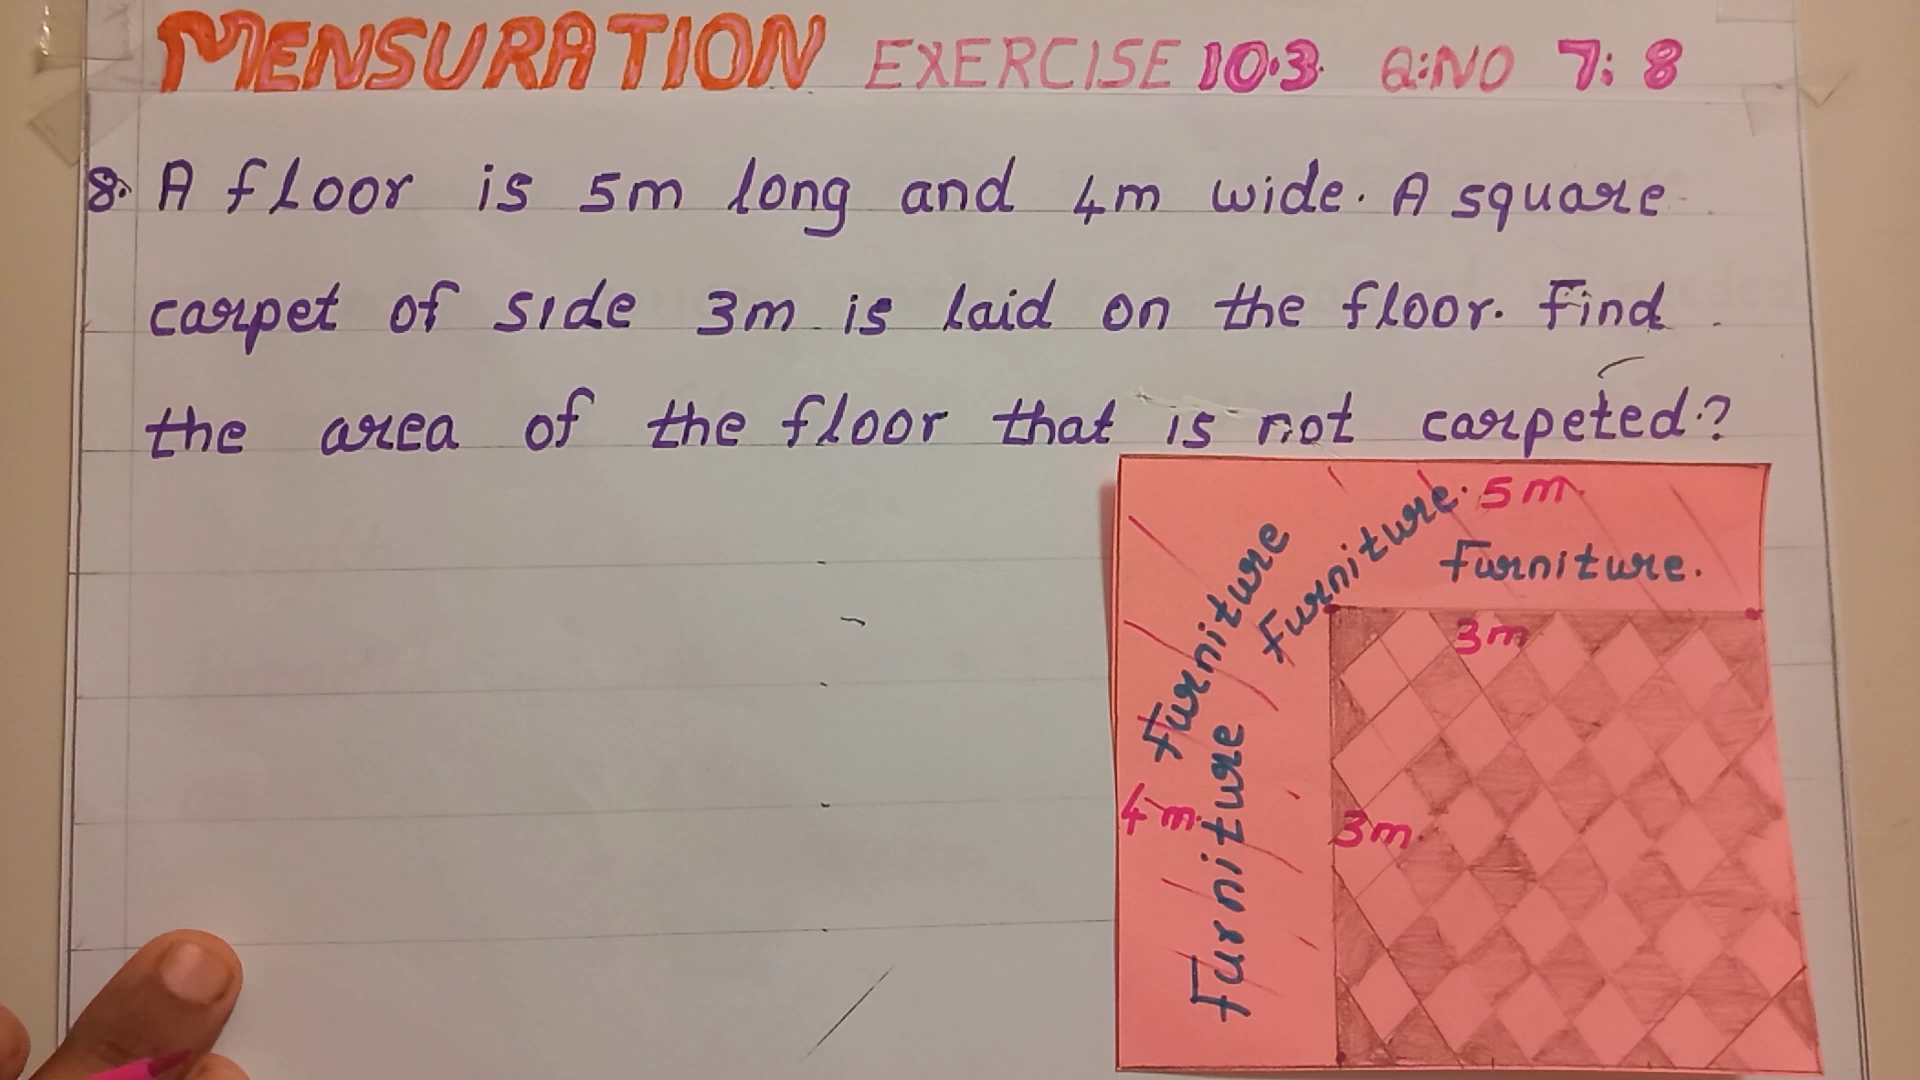 MENSURATION EXERCISE 10.3 Q:NO 7: 8
8. A floor is 5m long and 4m wide. A square
carpet of side 3m is laid on the floor. Find
the area of the floor that is not carpeted?
5m.
Furniture.
Furniture.
Furniture
3m
4m.
Furniture
3m.